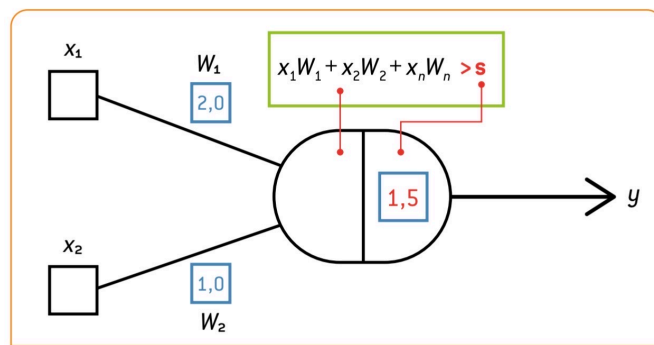 x₁
W₁
2,0
x₁W₁ + x₂W₂ + xₙWₙ > s
1,5
y
x₂
1,0
W₂